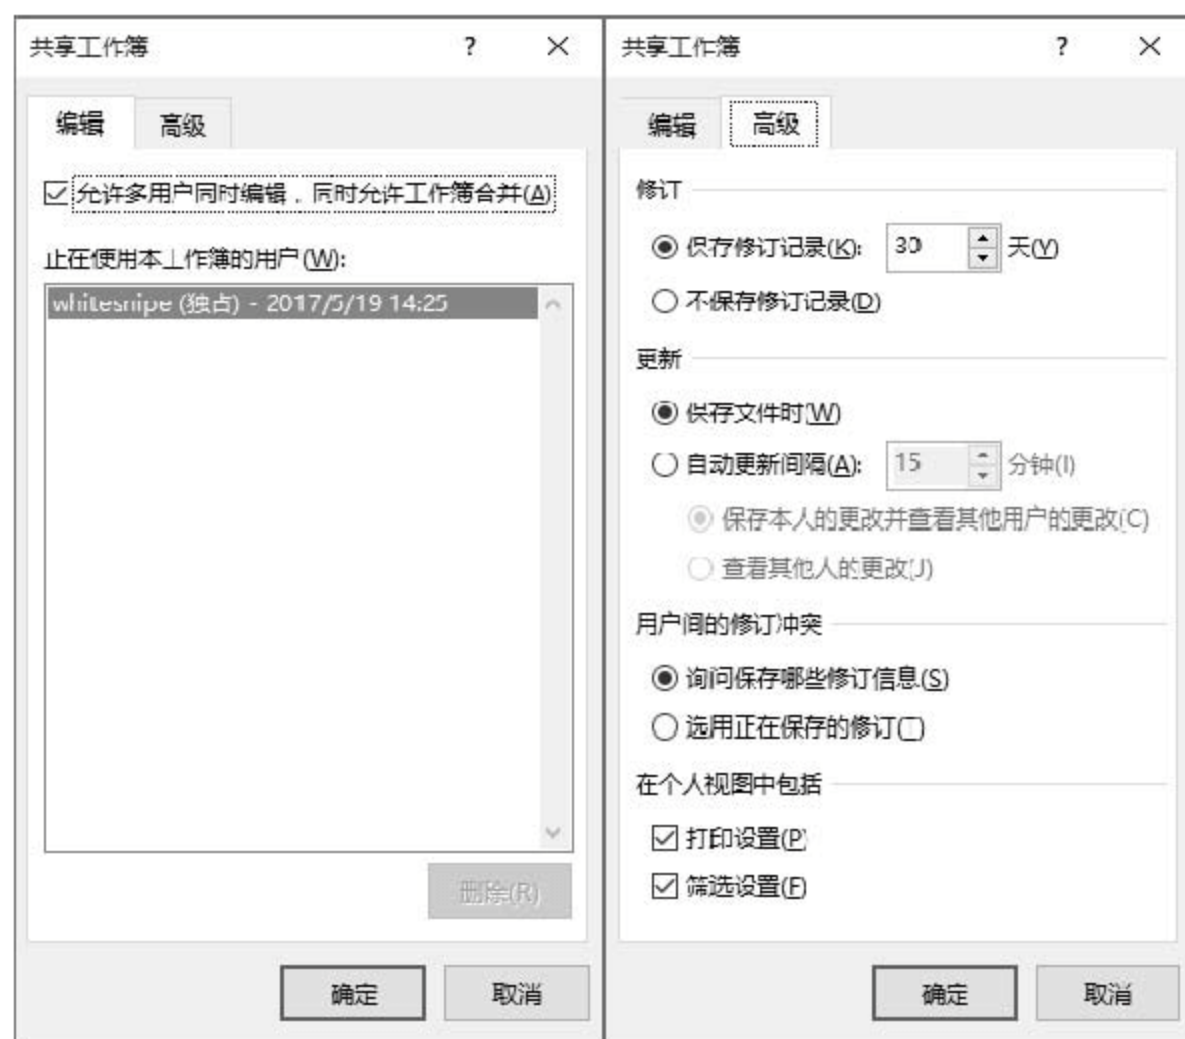 共享工作簿 ? ×
编辑 高级
允许多用户同时编辑，同时允许工作簿合并(A)
正在使用本工作簿的用户(W):
whitesnipe (独占) - 2017/5/19 14:25
删除(R)
确定 取消
共享工作簿 ? ×
编辑 高级
修订
保存修订记录(K): 30 天(Y)
不保存修订记录(D)
更新
保存文件时(W)
自动更新间隔(A): 15 分钟(I)
保存本人的更改并查看其他用户的更改(C)
查看其他人的更改(J)
用户间的修订冲突
询问保存哪些修订信息(S)
选用正在保存的修订(T)
在个人视图中包括
打印设置(P)
筛选设置(F)
确定 取消